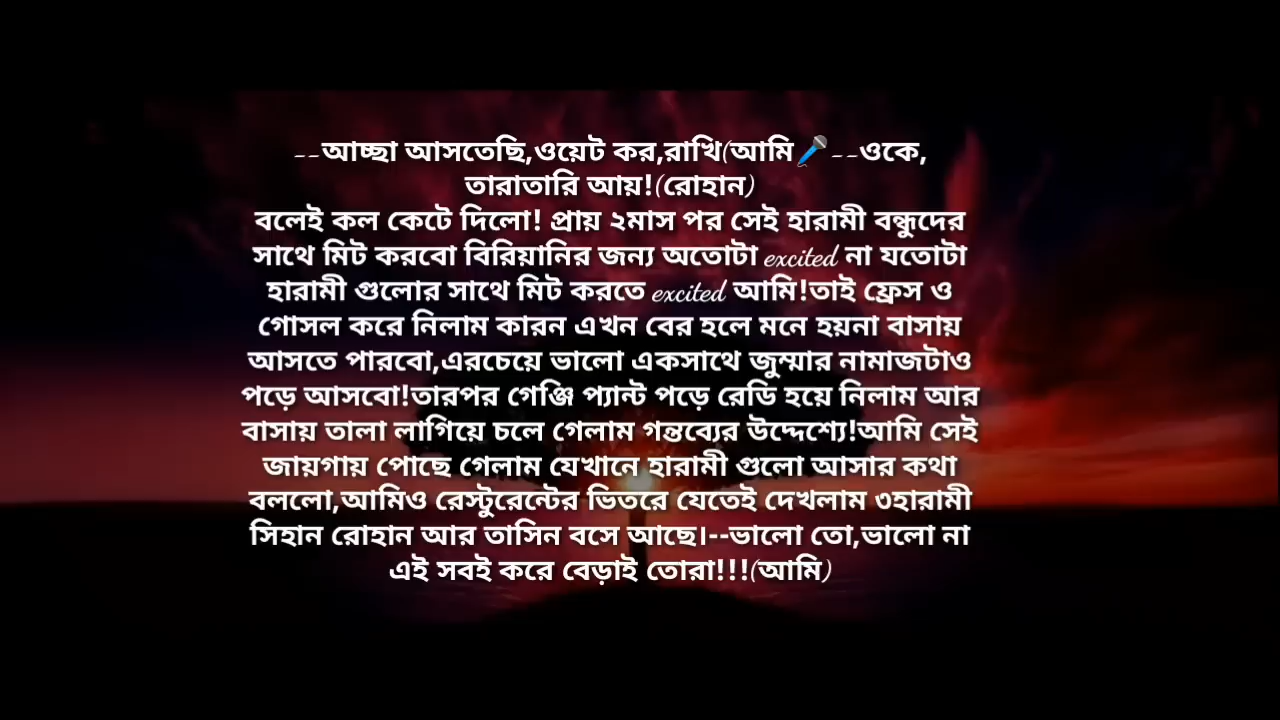 --আচ্ছা আসতেছি,ওয়েট কর,রাখি(আমি🎤--ওকে,
তারাতারি আয়!(রোহান)
বলেই কল কেটে দিলো! প্রায় ২মাস পর সেই হারামী বন্ধুদের
সাথে মিট করবো বিরিয়ানির জন্য অতোটা excited না যতোটা
হারামী গুলোর সাথে মিট করতে excited আমি!তাই ফ্রেস ও
গোসল করে নিলাম কারন এখন বের হলে মনে হয়না বাসায়
আসতে পারবো,এরচেয়ে ভালো একসাথে জুম্মার নামাজটাও
পড়ে আসবো!তারপর গেঞ্জি প্যান্ট পড়ে রেডি হয়ে নিলাম আর
বাসায় তালা লাগিয়ে চলে গেলাম গন্তব্যের উদ্দেশ্যে!আমি সেই
জায়গায় পোছে গেলাম যেখানে হারামী গুলো আসার কথা
বললো,আমিও রেস্টুরেন্টের ভিতরে যেতেই দেখলাম ৩হারামী
সিহান রোহান আর তাসিন বসে আছে।--ভালো তো,ভালো না
এই সবই করে বেড়াই তোরা!!!(আমি)